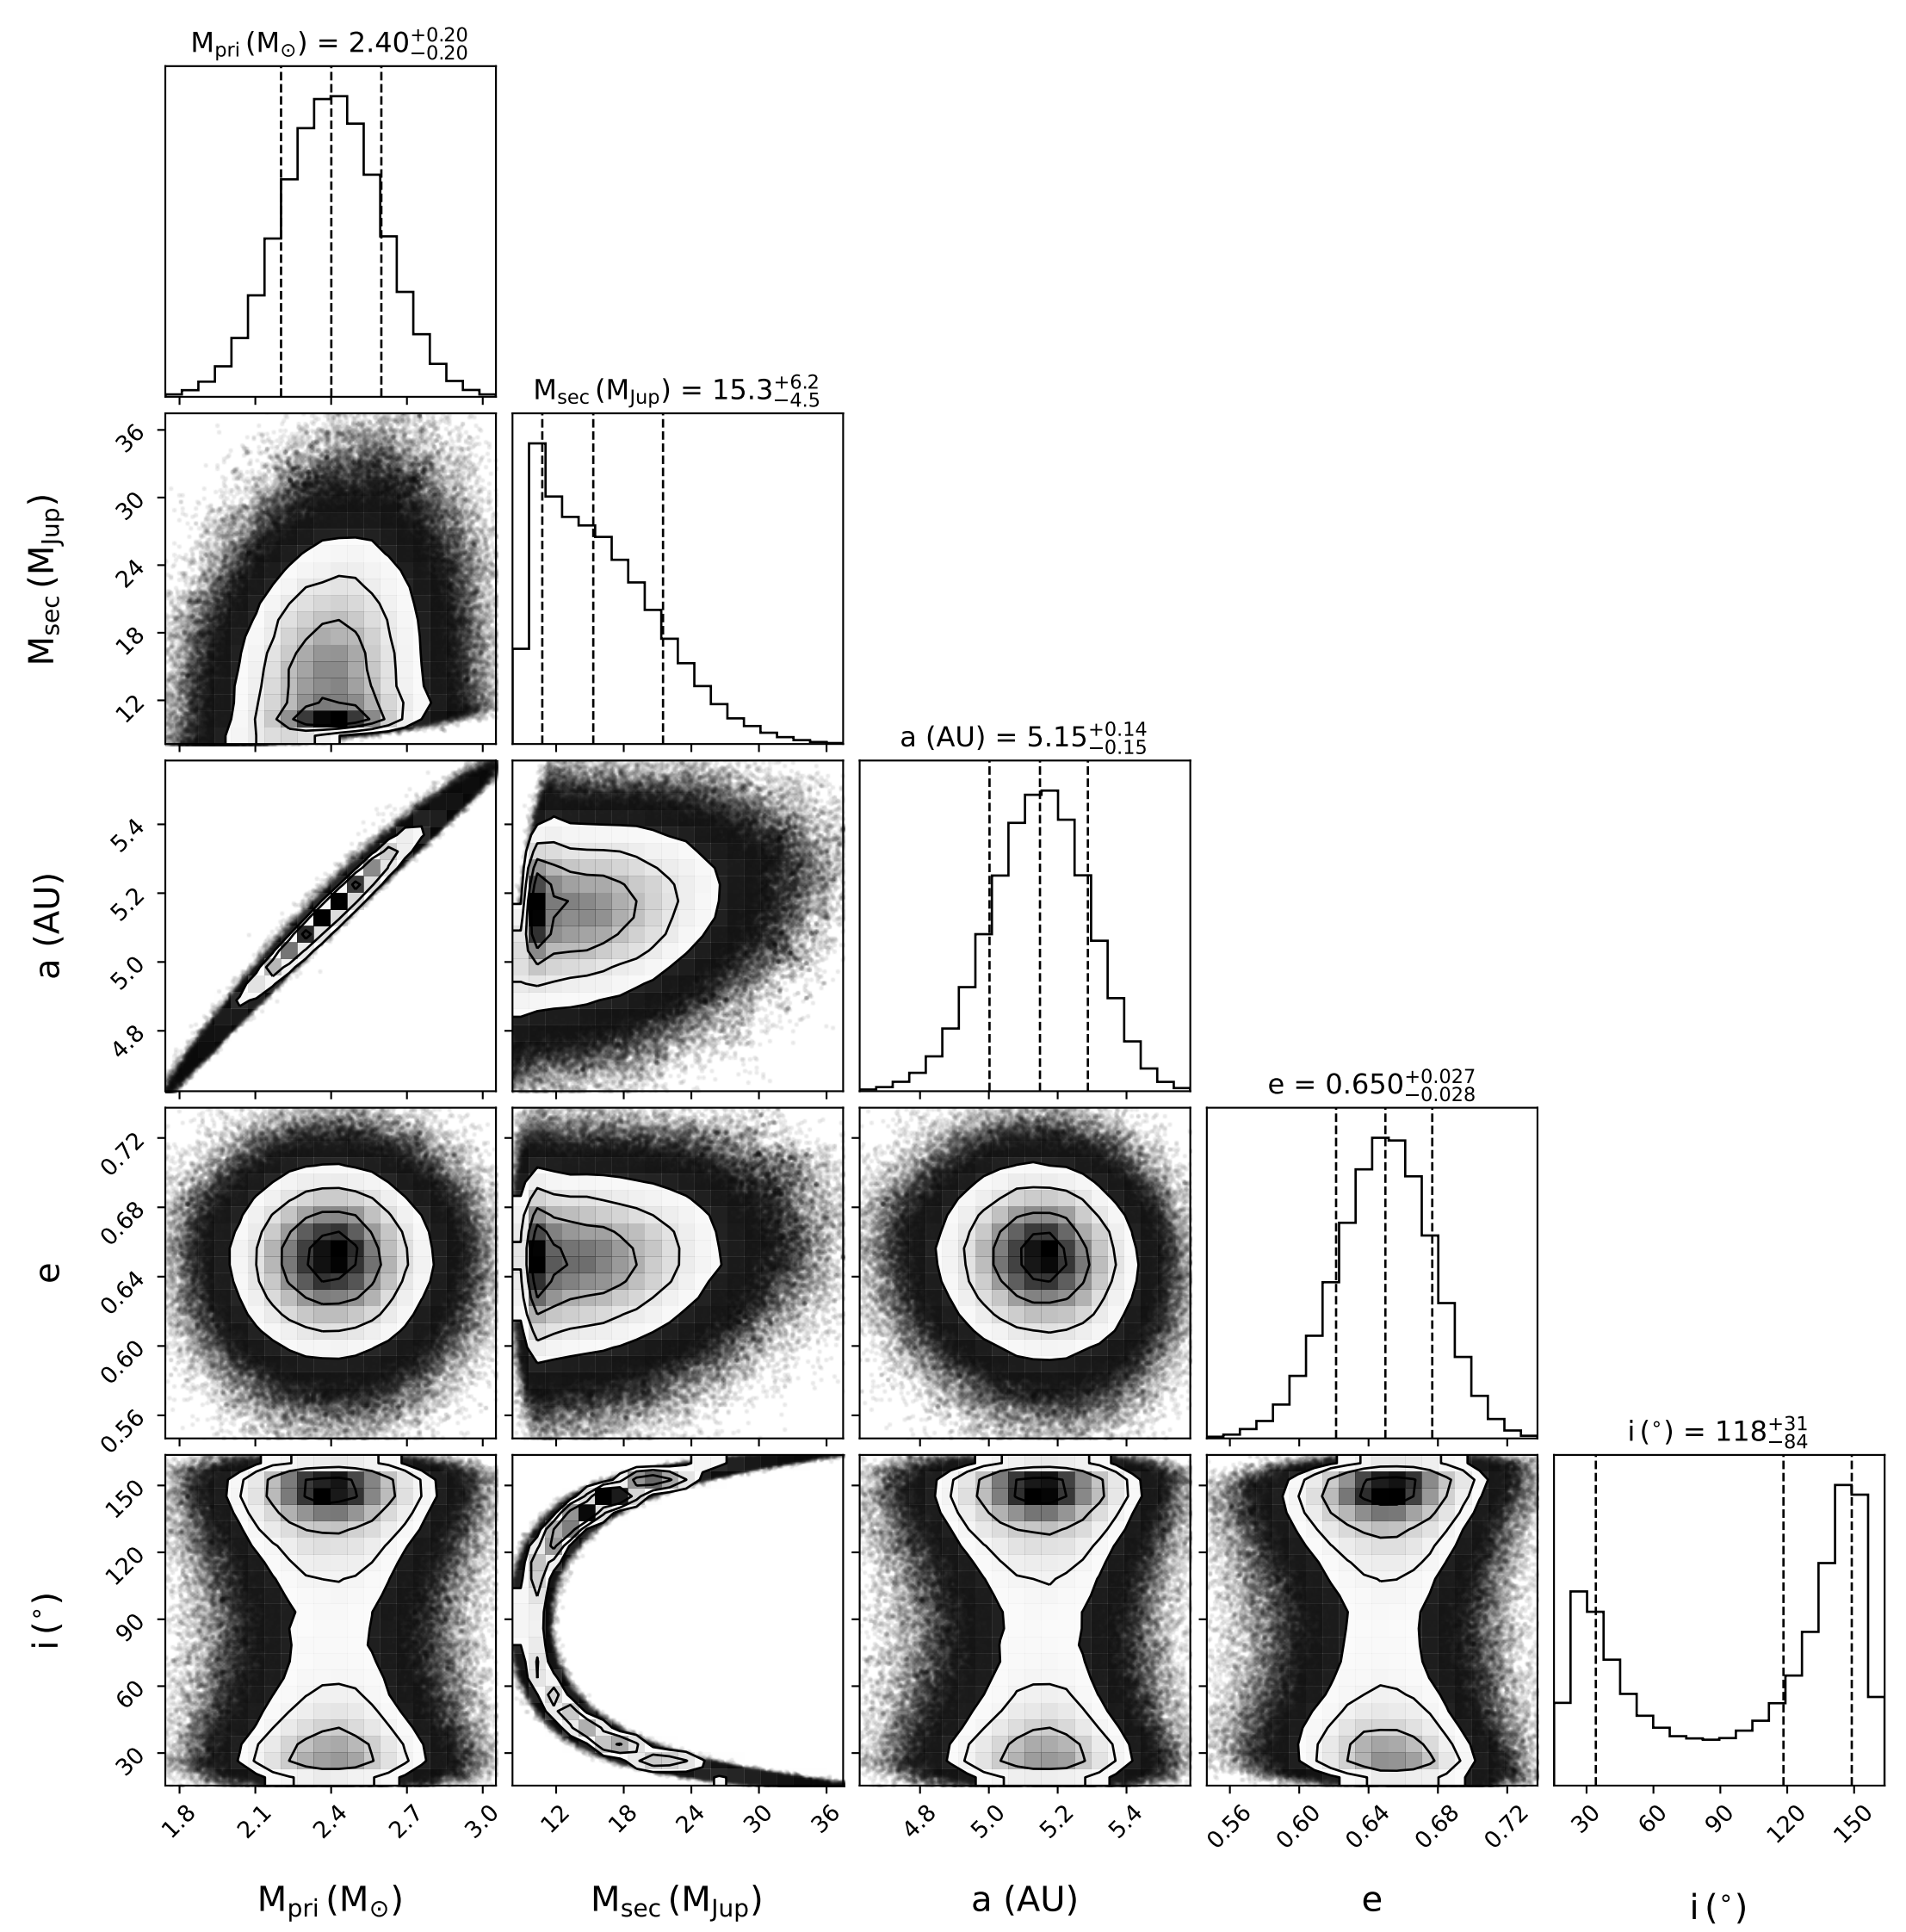 M_pri (M_⊙) = 2.40^{+0.20}_{−0.20}
M_sec (M_Jup) = 15.3^{+6.2}_{−4.5}
36
30
24
18
12
M_sec (M_Jup)
a (AU) = 5.15^{+0.14}_{−0.15}
5.4
5.2
5.0
4.8
a (AU)
e = 0.650^{+0.027}_{−0.028}
0.72
0.68
0.64
0.60
0.56
e
i (°) = 118^{+31}_{−84}
150
120
90
60
30
i (°)
1.8 2.1 2.4 2.7 3.0 12 18 24 30 36 4.8 5.0 5.2 5.4 0.56 0.60 0.64 0.68 0.72 30 60 90 120 150
M_pri (M_⊙) M_sec (M_Jup) a (AU) e i (°)